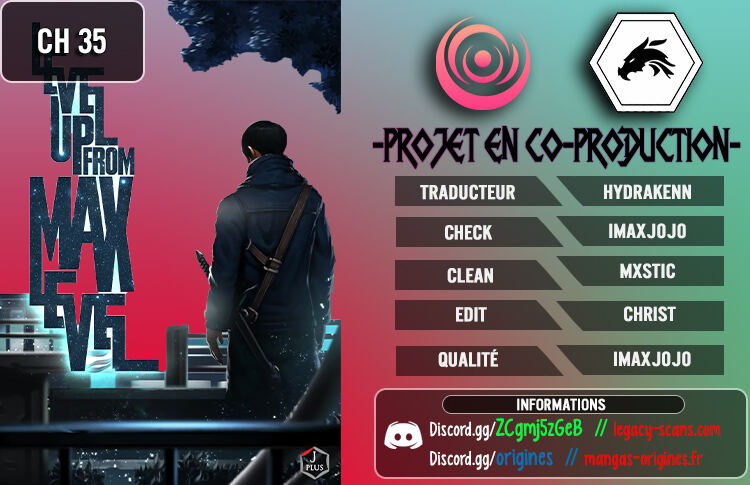 CH 35
LEVEL
UP
FROM
MAX
LEVEL
J
PLUS
-PROJET EN CO-PRODUCTION-
TRADUCTEUR HYDRAKENN
CHECK IMAXJOJO
CLEAN MXSTIC
EDIT CHRIST
QUALITÉ IMAXJOJO
INFORMATIONS
Discord.gg/ZCgmj5zGeB // legacy-scans.com
Discord.gg/origines // mangas-origines.fr